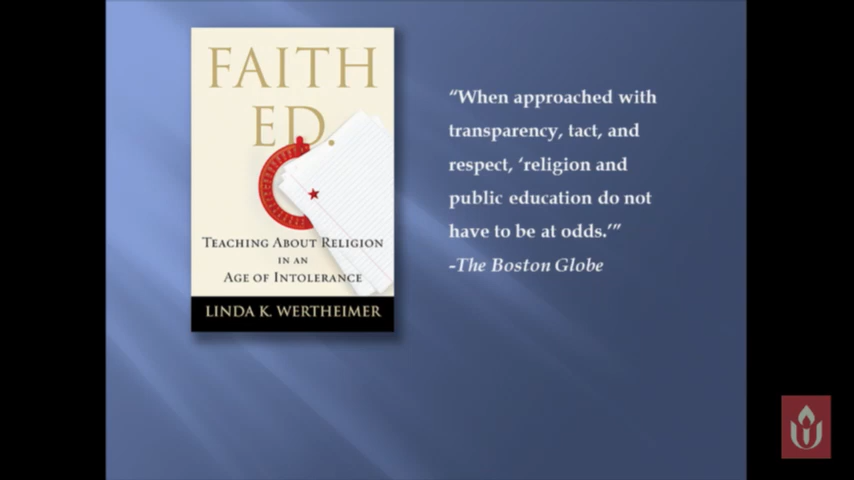 FAITH
ED.
TEACHING ABOUT RELIGION
IN AN
AGE OF INTOLERANCE
LINDA K. WERTHEIMER
“When approached with
transparency, tact, and
respect, ‘religion and
public education do not
have to be at odds.’”
-The Boston Globe